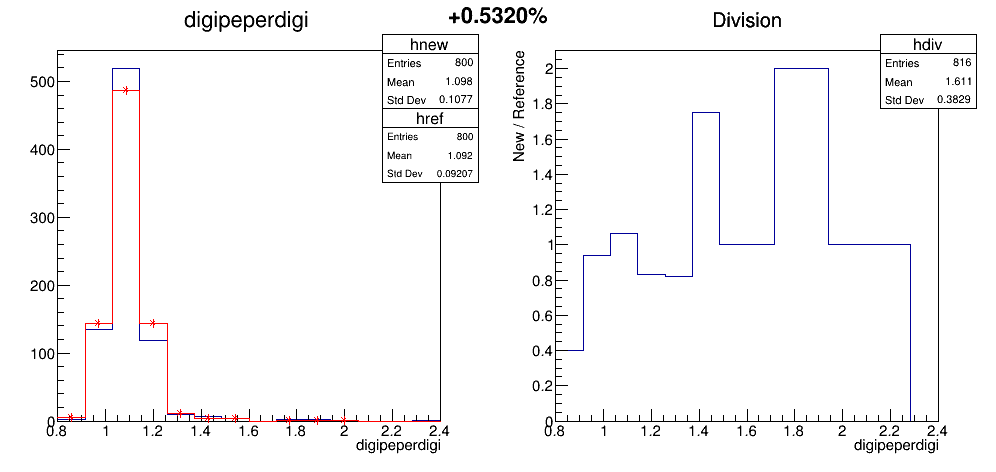 +0.5320%
digipeperdigi
hnew
Entries 800
Mean 1.098
Std Dev 0.1077
href
Entries 800
Mean 1.092
Std Dev 0.09207
500
400
300
200
100
0
0.8 1 1.2 1.4 1.6 1.8 2 2.2 2.4
digipeperdigi
Division
hdiv
Entries 816
Mean 1.611
Std Dev 0.3829
New / Reference
2
1.8
1.6
1.4
1.2
1
0.8
0.6
0.4
0.2
0
0.8 1 1.2 1.4 1.6 1.8 2 2.2 2.4
digipeperdigi